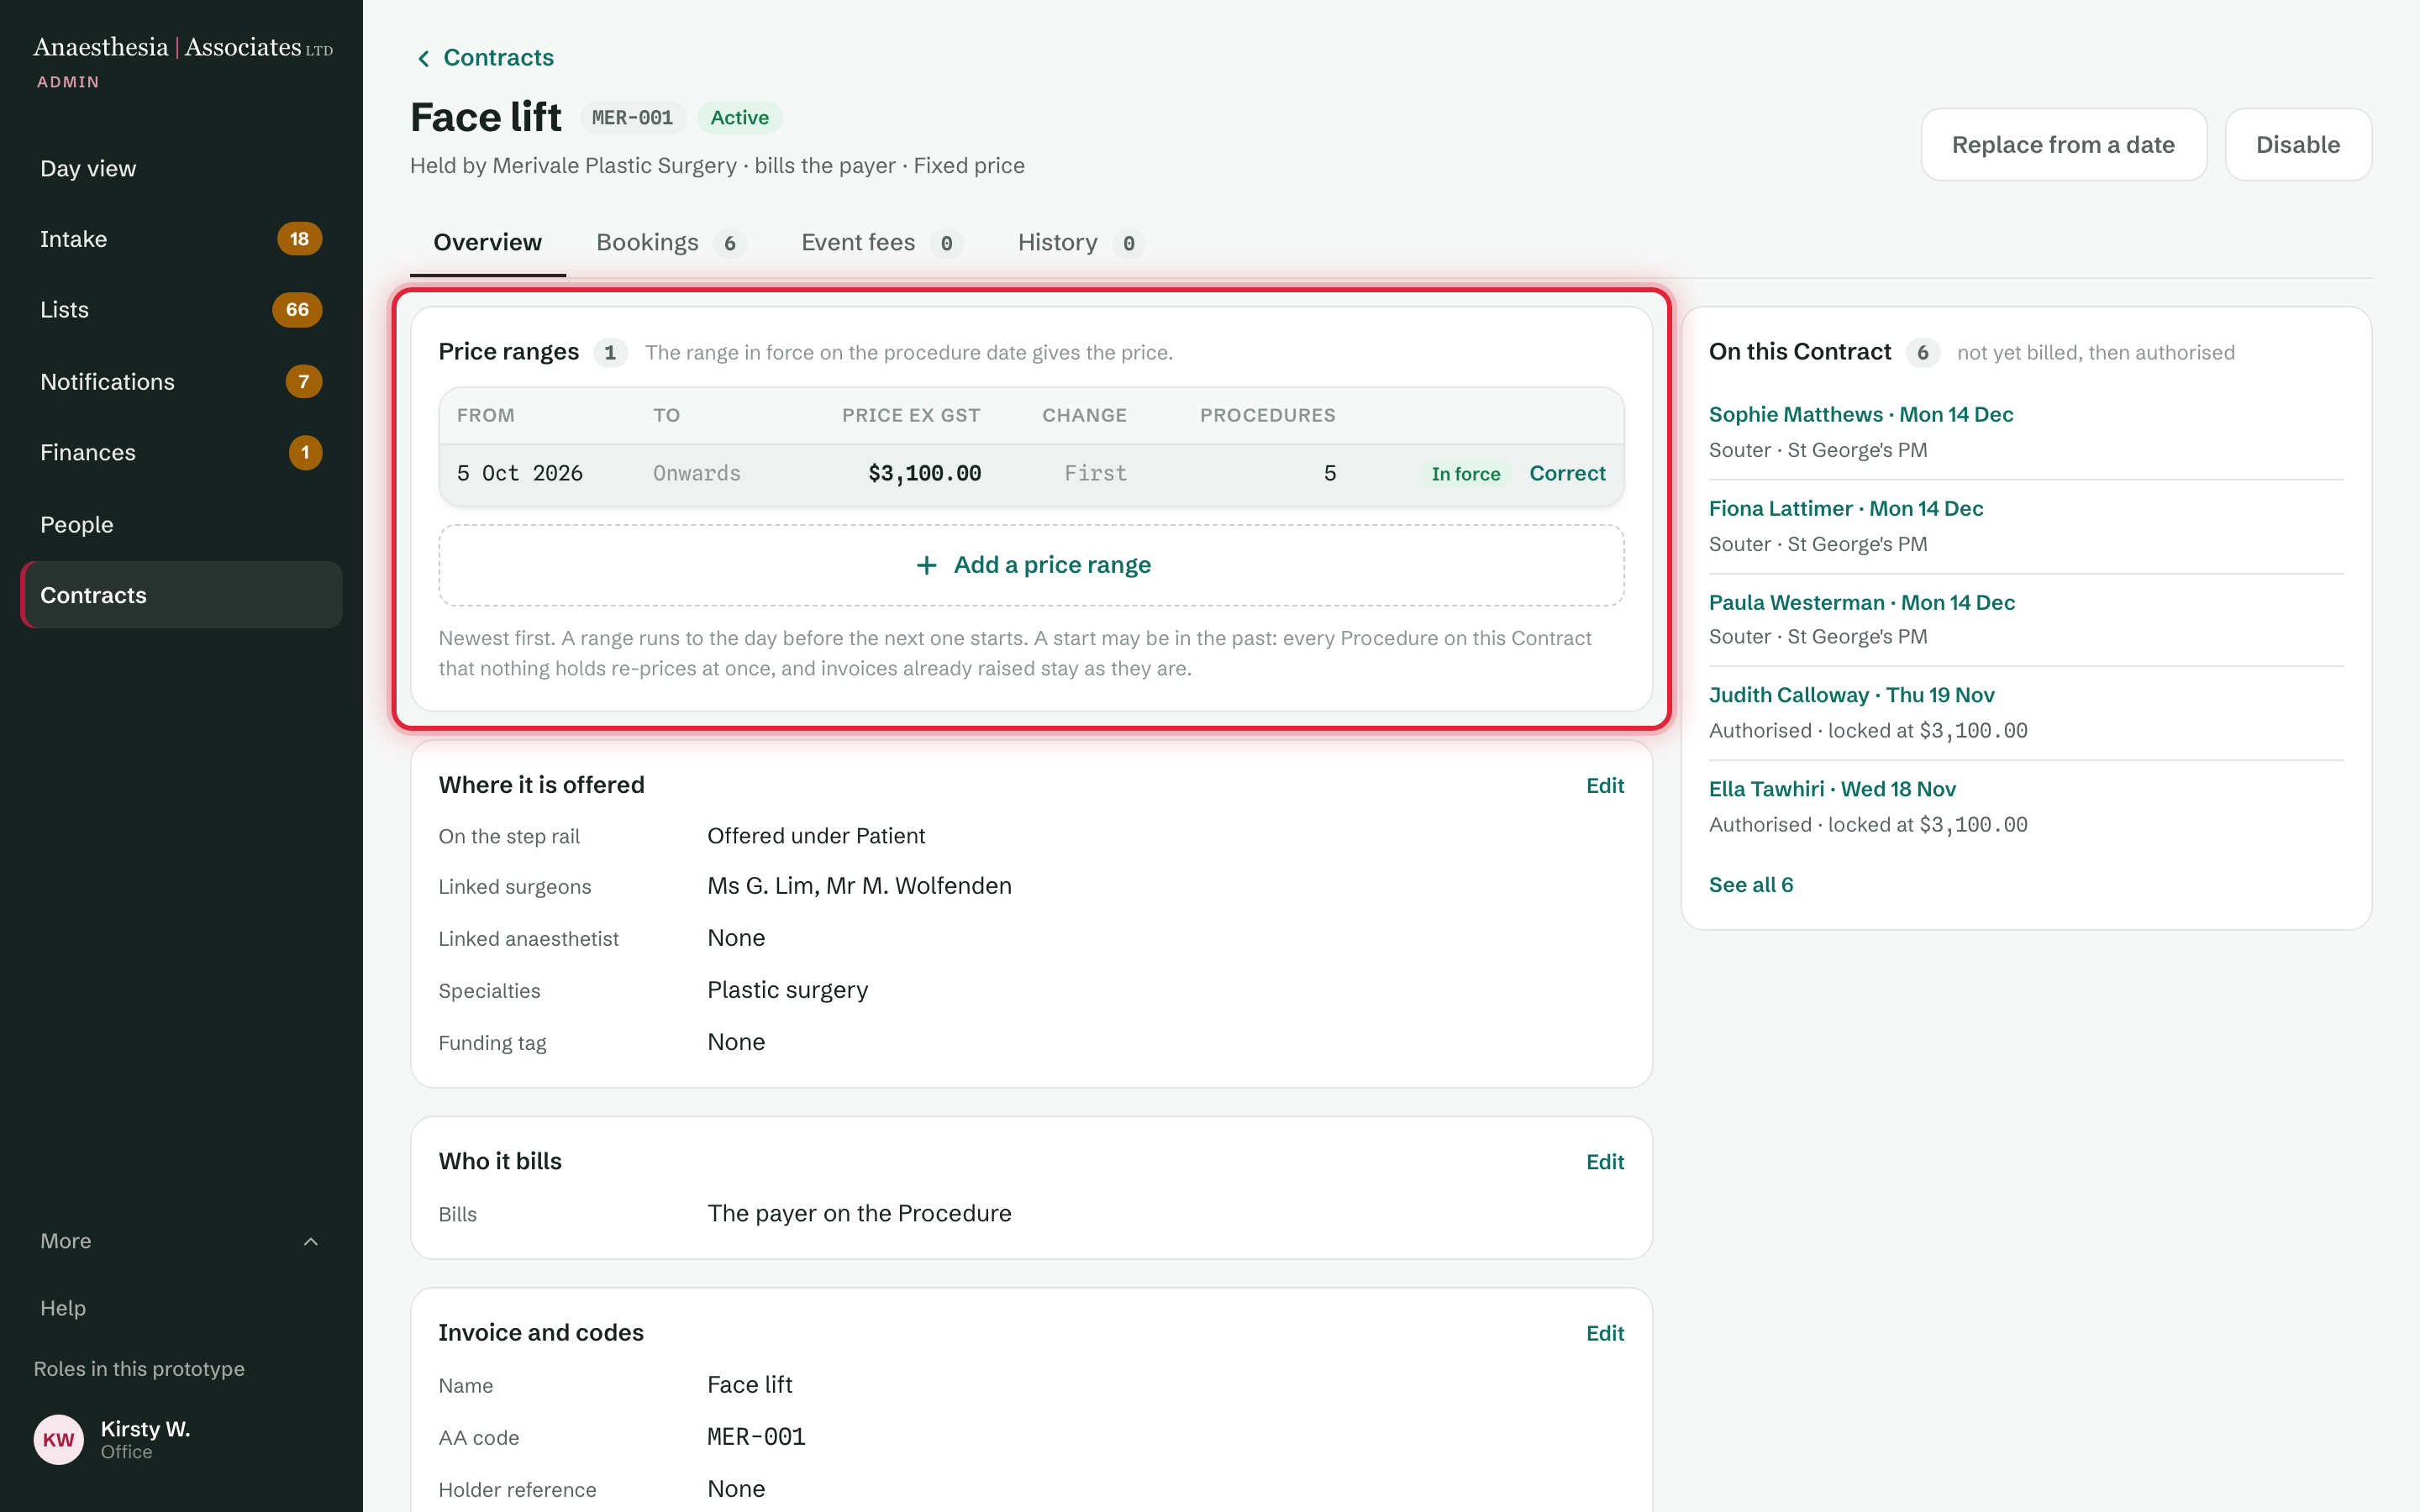 Anaesthesia | Associates LTD
ADMIN
Day view
Intake 18
Lists 66
Notifications 7
Finances 1
People
Contracts
More
Help
Roles in this prototype
KW
Kirsty W.
Office
Contracts
Face lift MER-001 Active
Held by Merivale Plastic Surgery · bills the payer · Fixed price
Replace from a date
Disable
Overview
Bookings 6
Event fees 0
History 0
Price ranges 1 The range in force on the procedure date gives the price.
FROM TO PRICE EX GST CHANGE PROCEDURES
5 Oct 2026 Onwards $3,100.00 First 5 In force Correct
+ Add a price range
Newest first. A range runs to the day before the next one starts. A start may be in the past: every Procedure on this Contract
that nothing holds re-prices at once, and invoices already raised stay as they are.
Where it is offered Edit
On the step rail Offered under Patient
Linked surgeons Ms G. Lim, Mr M. Wolfenden
Linked anaesthetist None
Specialties Plastic surgery
Funding tag None
Who it bills Edit
Bills The payer on the Procedure
Invoice and codes Edit
Name Face lift
AA code MER-001
Holder reference None
On this Contract 6 not yet billed, then authorised
Sophie Matthews · Mon 14 Dec
Souter · St George's PM
Fiona Lattimer · Mon 14 Dec
Souter · St George's PM
Paula Westerman · Mon 14 Dec
Souter · St George's PM
Judith Calloway · Thu 19 Nov
Authorised · locked at $3,100.00
Ella Tawhiri · Wed 18 Nov
Authorised · locked at $3,100.00
See all 6